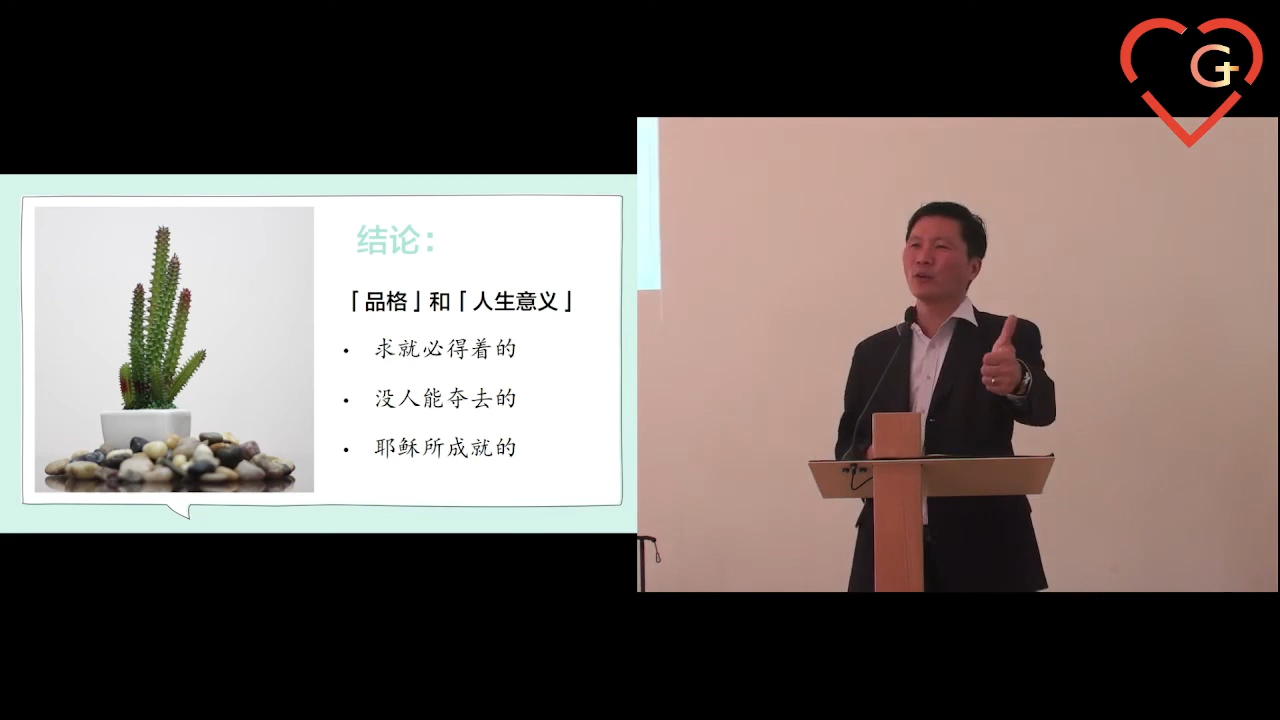 结论：
「品格」和「人生意义」
• 求就必得着的
• 没人能夺去的
• 耶稣所成就的
G